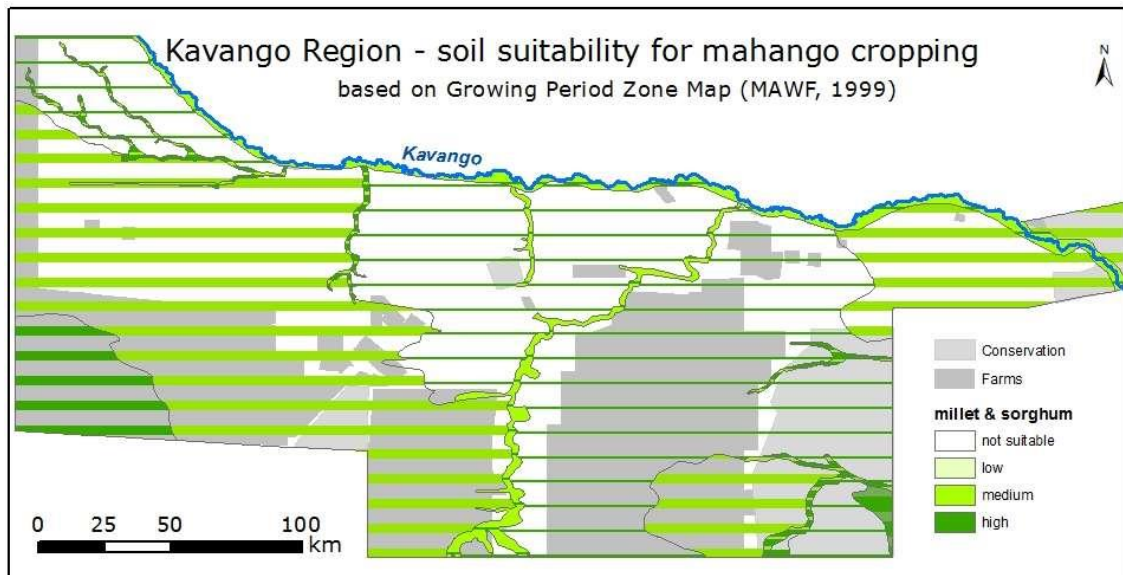 Kavango Region - soil suitability for mahango cropping
based on Growing Period Zone Map (MAWF, 1999)
N
Kavango
Conservation
Farms
millet & sorghum
not suitable
low
medium
high
0 25 50 100
km